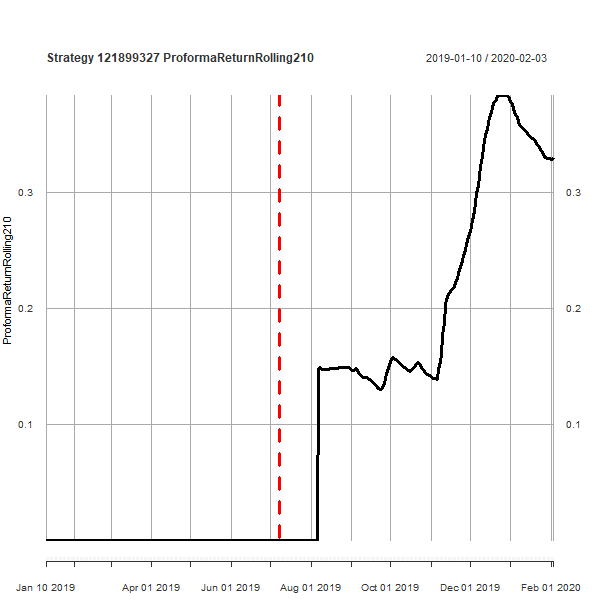 Strategy 121899327 ProformaReturnRolling210
2019-01-10 / 2020-02-03
ProformaReturnRolling210
0.3
0.3
0.2
0.2
0.1
0.1
Jan 10 2019
Apr 01 2019
Jun 01 2019
Aug 01 2019
Oct 01 2019
Dec 01 2019
Feb 01 2020